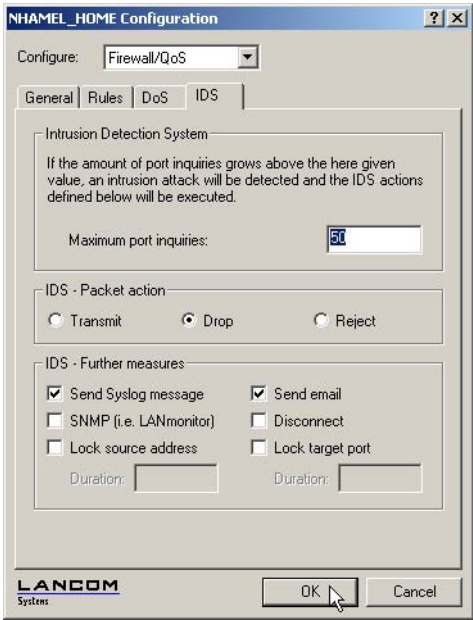 NHAMEL_HOME Configuration
Configure: Firewall/QoS
General Rules DoS IDS
Intrusion Detection System
If the amount of port inquiries grows above the here given
value, an intrusion attack will be detected and the IDS actions
defined below will be executed.
Maximum port inquiries: 50
IDS - Packet action
Transmit Drop Reject
IDS - Further measures
Send Syslog message Send email
SNMP (i.e. LANmonitor) Disconnect
Lock source address Lock target port
Duration: Duration:
LANCOM
Systems
OK Cancel